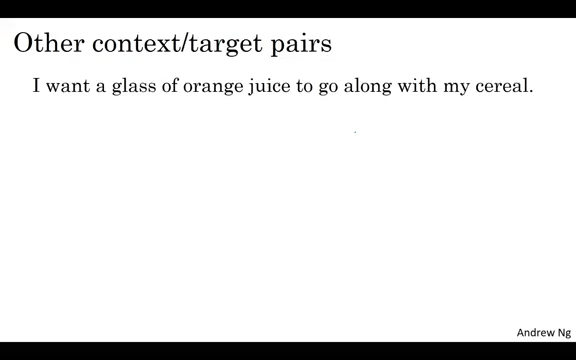 Other context/target pairs
I want a glass of orange juice to go along with my cereal.
Andrew Ng